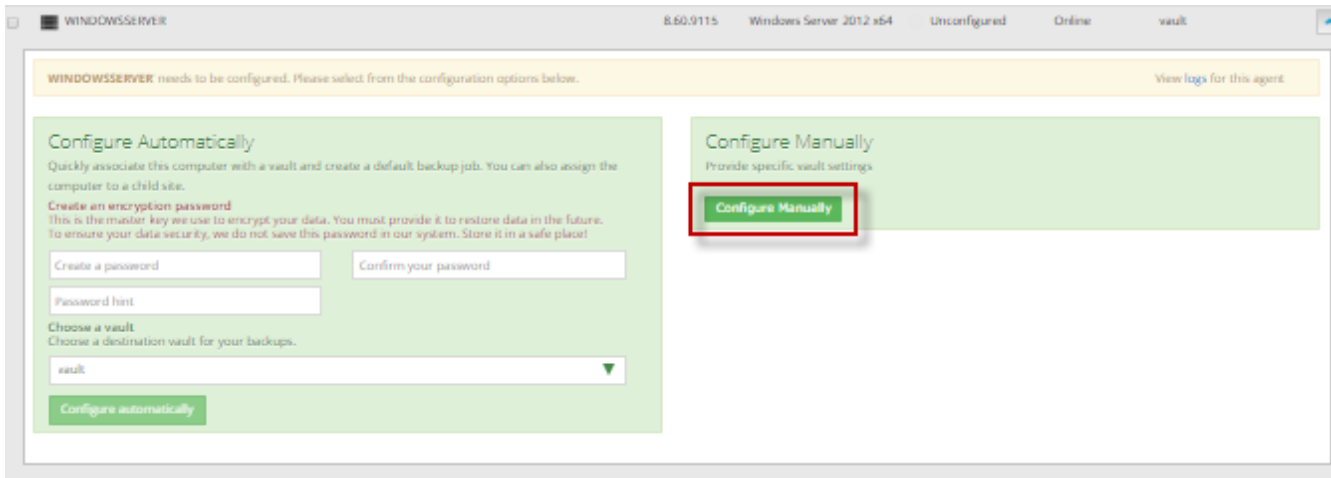 WINDOWSSERVER 8.60.9115 Windows Server 2012 x64 Unconfigured Online vault
WINDOWSSERVER needs to be configured. Please select from the configuration options below. View logs for this agent
Configure Automatically
Quickly associate this computer with a vault and create a default backup job. You can also assign the
computer to a child site.
Create an encryption password
This is the master key we use to encrypt your data. You must provide it to restore data in the future.
To ensure your data security, we do not save this password in our system. Store it in a safe place!
Create a password
Confirm your password
Password hint
Choose a vault
Choose a destination vault for your backups.
vault
Configure automatically
Configure Manually
Provide specific vault settings
Configure Manually